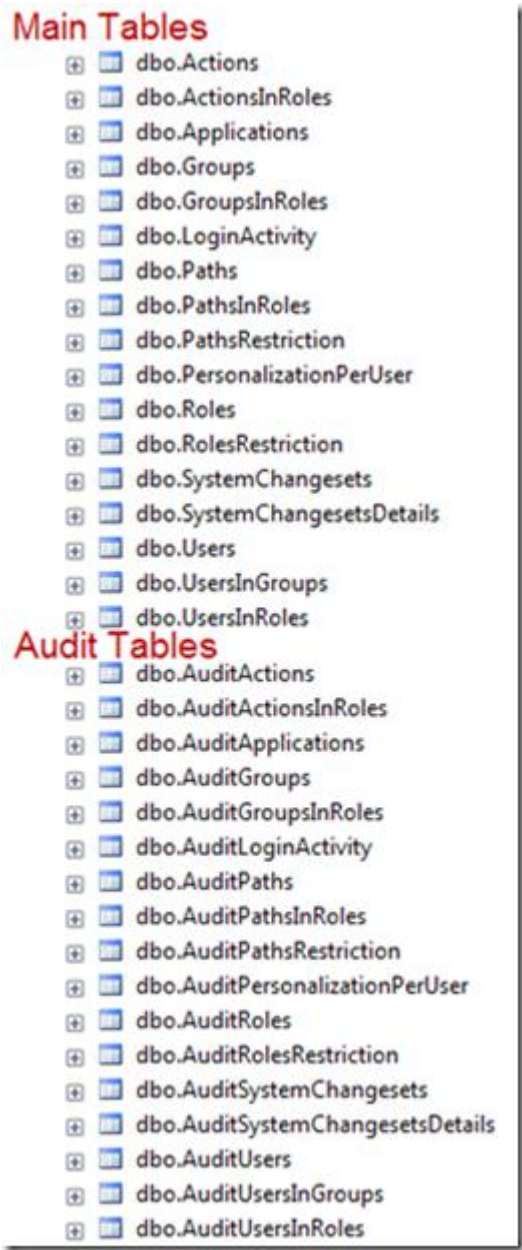 Main Tables
dbo.Actions
dbo.ActionsInRoles
dbo.Applications
dbo.Groups
dbo.GroupsInRoles
dbo.LoginActivity
dbo.Paths
dbo.PathsInRoles
dbo.PathsRestriction
dbo.PersonalizationPerUser
dbo.Roles
dbo.RolesRestriction
dbo.SystemChangesets
dbo.SystemChangesetsDetails
dbo.Users
dbo.UsersInGroups
dbo.UsersInRoles
Audit Tables
dbo.AuditActions
dbo.AuditActionsInRoles
dbo.AuditApplications
dbo.AuditGroups
dbo.AuditGroupsInRoles
dbo.AuditLoginActivity
dbo.AuditPaths
dbo.AuditPathsInRoles
dbo.AuditPathsRestriction
dbo.AuditPersonalizationPerUser
dbo.AuditRoles
dbo.AuditRolesRestriction
dbo.AuditSystemChangesets
dbo.AuditSystemChangesetsDetails
dbo.AuditUsers
dbo.AuditUsersInGroups
dbo.AuditUsersInRoles